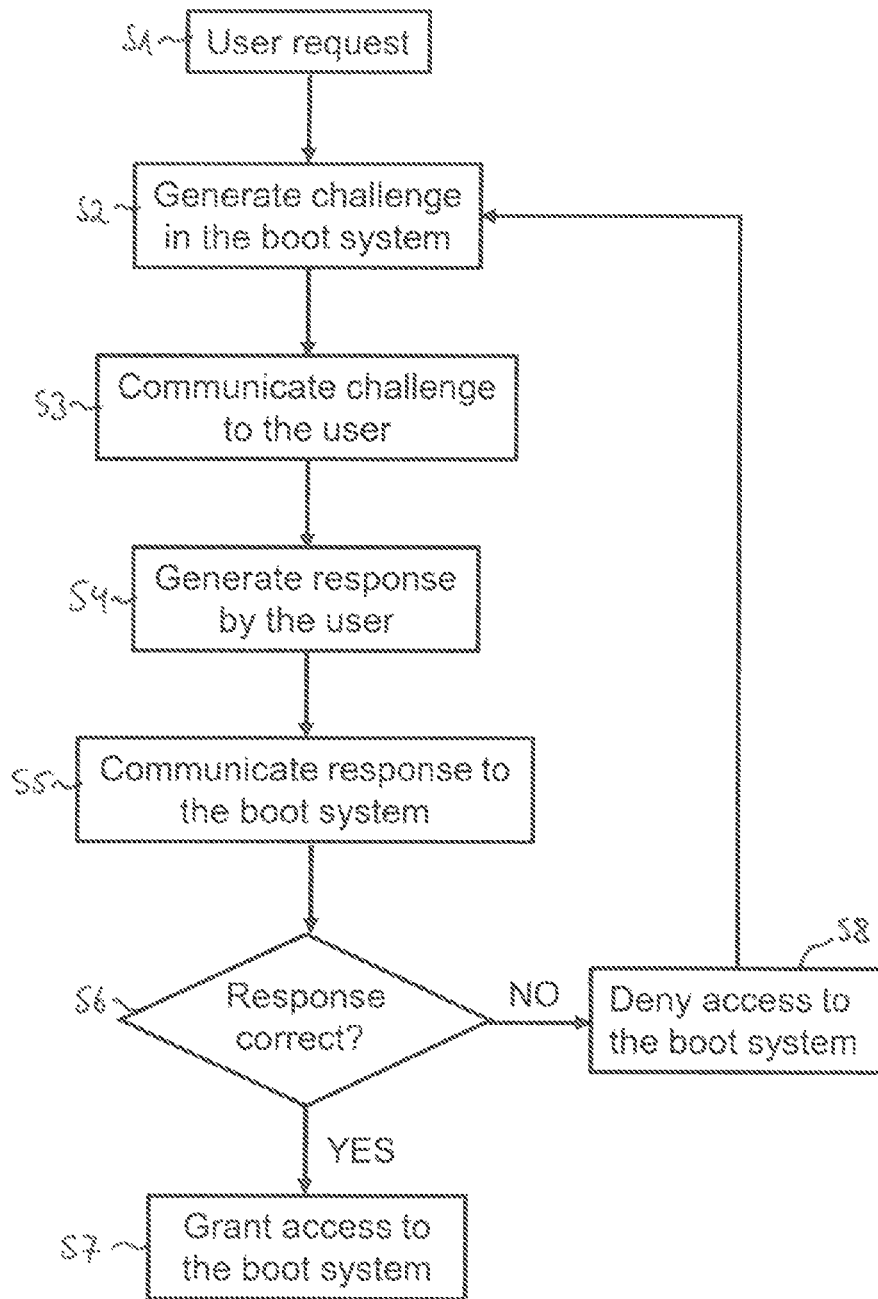 S1 User request
S2 Generate challenge
in the boot system
S3 Communicate challenge
to the user
S4 Generate response
by the user
S5 Communicate response to
the boot system
S6 Response
correct?
NO
S8
Deny access to
the boot system
YES
S7 Grant access to
the boot system